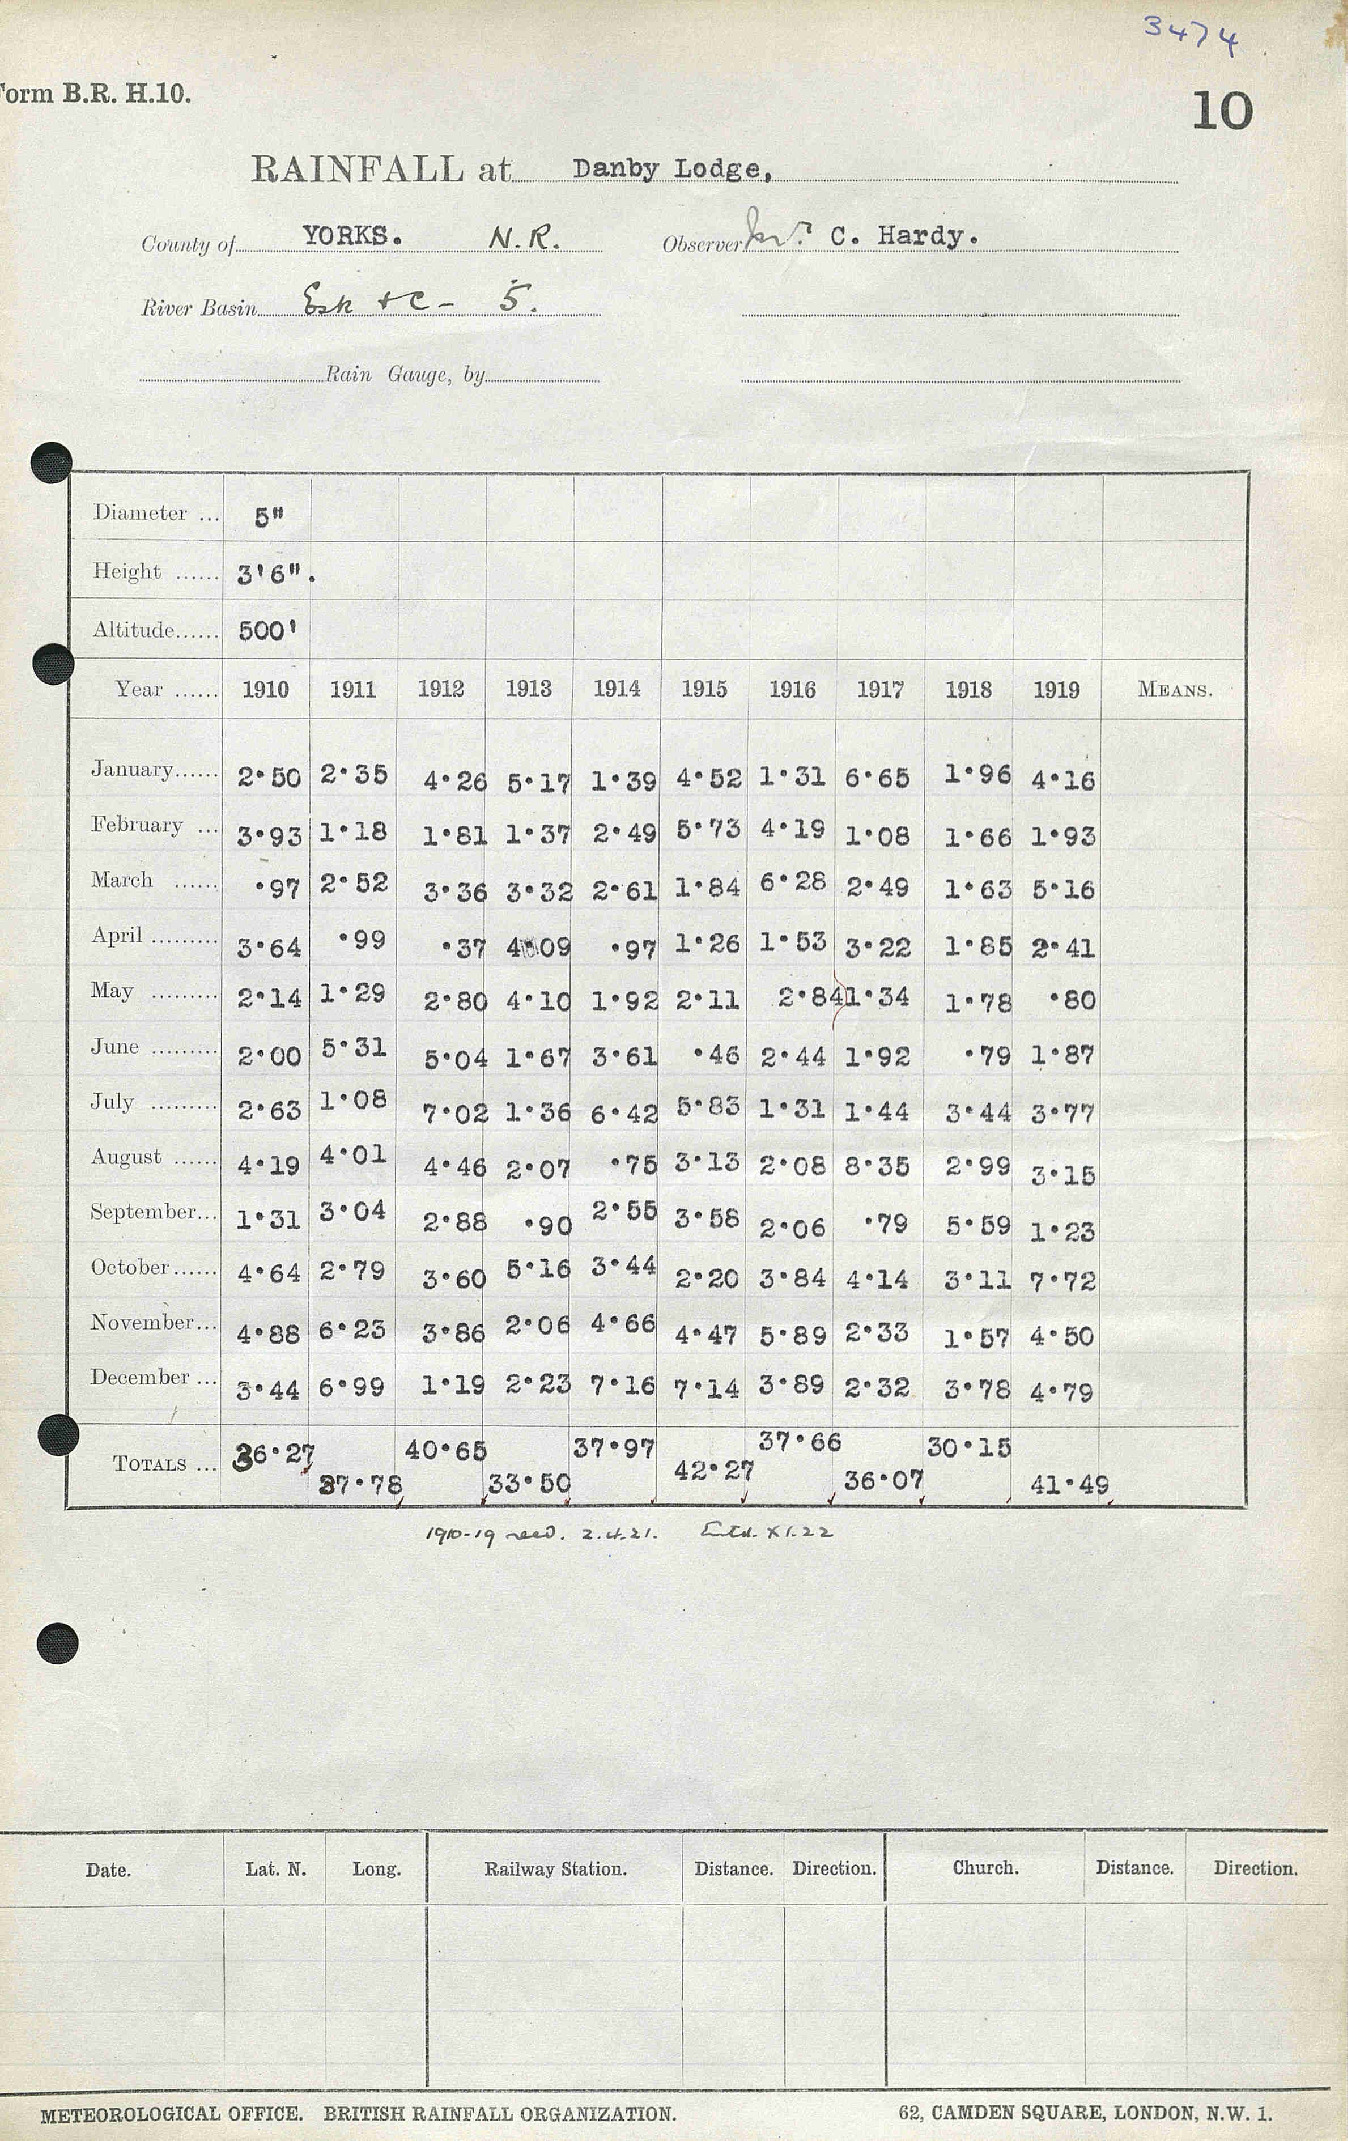 3474
Form B.R. H.10.
10
RAINFALL at Danby Lodge,
County of YORKS. N.R. Observer C. Hardy.
River Basin Esk +c - 5.
Rain Gauge, by
Diameter ... 5"
Height ...... 3'6".
Altitude...... 500'
Year ...... 1910 1911 1912 1913 1914 1915 1916 1917 1918 1919 MEANS.
January...... 2·50 2·35 4·26 5·17 1·39 4·52 1·31 6·65 1·96 4·16
February ... 3·93 1·18 1·81 1·37 2·49 5·73 4·19 1·08 1·66 1·93
March ...... ·97 2·52 3·36 3·32 2·61 1·84 6·28 2·49 1·63 5·16
April ......... 3·64 ·99 ·37 4·09 ·97 1·26 1·53 3·22 1·85 2·41
May ......... 2·14 1·29 2·80 4·10 1·92 2·11 2·84 1·34 1·78 ·80
June ......... 2·00 5·31 5·04 1·67 3·61 ·46 2·44 1·92 ·79 1·87
July ......... 2·63 1·08 7·02 1·36 6·42 5·83 1·31 1·44 3·44 3·77
August ...... 4·19 4·01 4·46 2·07 ·75 3·13 2·08 8·35 2·99 3·15
September... 1·31 3·04 2·88 ·90 2·55 3·58 2·06 ·79 5·59 1·23
October...... 4·64 2·79 3·60 5·16 3·44 2·20 3·84 4·14 3·11 7·72
November... 4·88 6·23 3·86 2·06 4·66 4·47 5·89 2·33 1·57 4·50
December ... 3·44 6·99 1·19 2·23 7·16 7·14 3·89 2·32 3·78 4·79
TOTALS ... 36·27 37·78 40·65 33·50 37·97 42·27 37·66 36·07 30·15 41·49
1910-19 recd. 2.4.21. Entd. XI.22
Date. Lat. N. Long. Railway Station. Distance. Direction. Church. Distance. Direction.
METEOROLOGICAL OFFICE. BRITISH RAINFALL ORGANIZATION. 62, CAMDEN SQUARE, LONDON, N.W. 1.